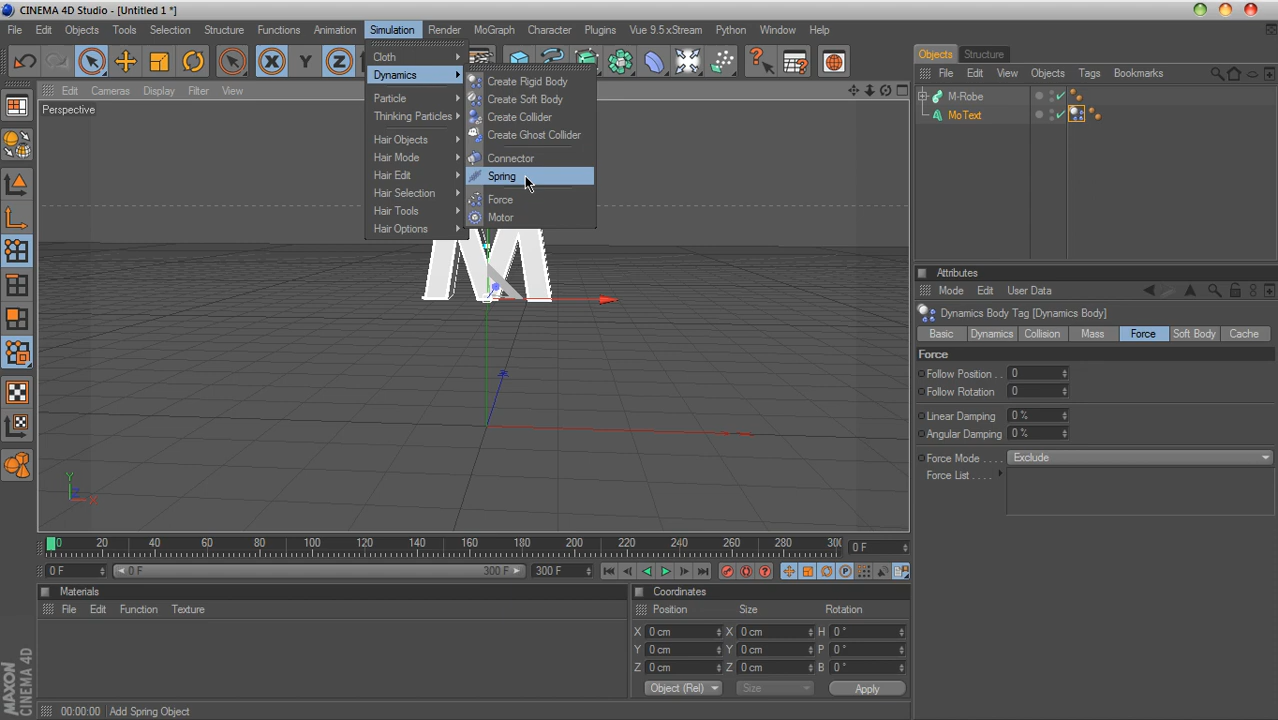 CINEMA 4D Studio - [Untitled 1 *]
File Edit Objects Tools Selection Structure Functions Animation Simulation Render MoGraph Character Plugins Vue 9.5 xStream Python Window Help
X Y Z
Cloth
Dynamics
Particle
Thinking Particles
Hair Objects
Hair Mode
Hair Edit
Hair Selection
Hair Tools
Hair Options
Create Rigid Body
Create Soft Body
Create Collider
Create Ghost Collider
Connector
Spring
Force
Motor
Edit Cameras Display Filter View
Perspective
M
Z
Y
Z X
0 20 40 60 80 100 120 140 160 180 200 220 240 260 280 300
0 F
0 F 0 F 300 F 300 F
Materials
File Edit Function Texture
Coordinates
Position Size Rotation
X 0 cm X 0 cm H 0 °
Y 0 cm Y 0 cm P 0 °
Z 0 cm Z 0 cm B 0 °
Object (Rel) Size Apply
00:00:00 Add Spring Object
MAXON
CINEMA 4D
Objects Structure
File Edit View Objects Tags Bookmarks
M-Robe
MoText
Attributes
Mode Edit User Data
Dynamics Body Tag [Dynamics Body]
Basic Dynamics Collision Mass Force Soft Body Cache
Force
Follow Position . . 0
Follow Rotation . . 0
Linear Damping 0 %
Angular Damping 0 %
Force Mode . . . . Exclude
Force List . . . .